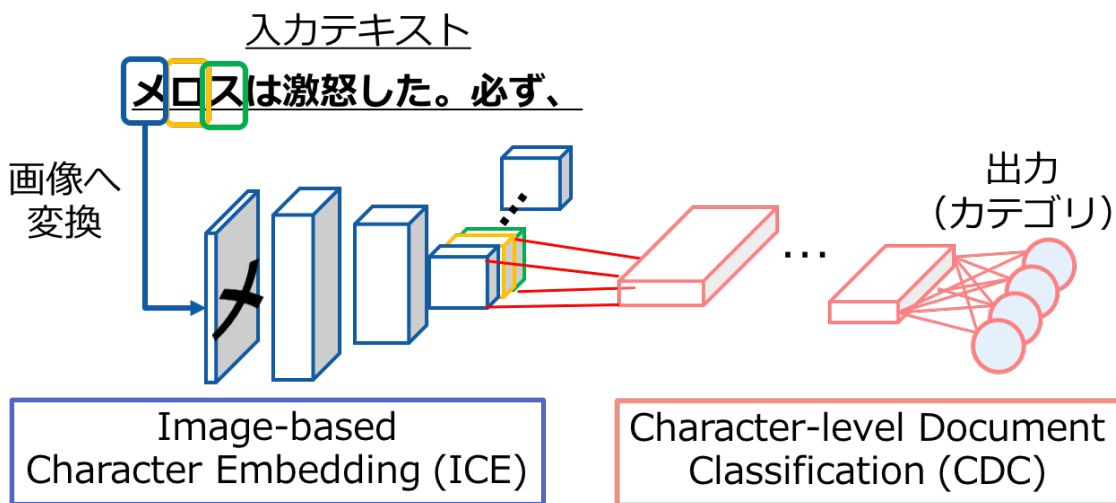 入力テキスト
メロスは激怒した。必ず、
画像へ
変換
メ
…
出力
（カテゴリ）
Image-based
Character Embedding (ICE)
Character-level Document
Classification (CDC)